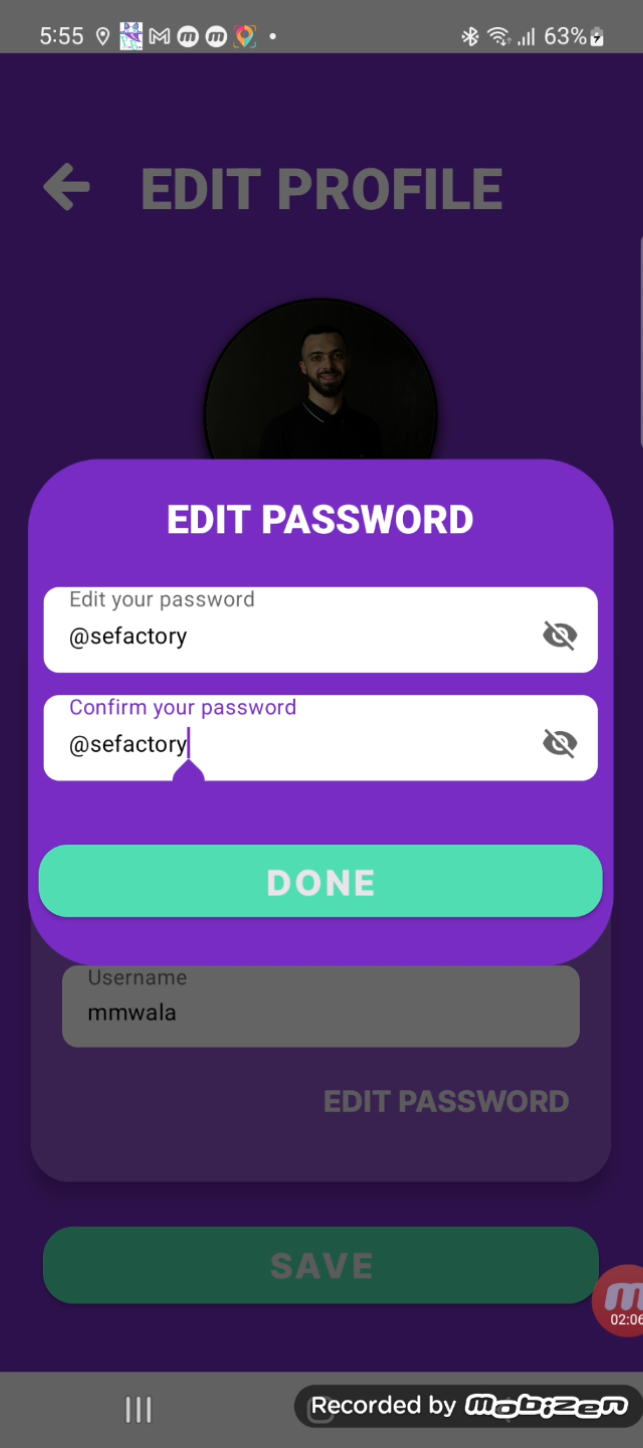 5:55
63%
EDIT PROFILE
EDIT PASSWORD
Edit your password
@sefactory
Confirm your password
@sefactory
DONE
Username
mmwala
EDIT PASSWORD
SAVE
02:06
Recorded by mobizen